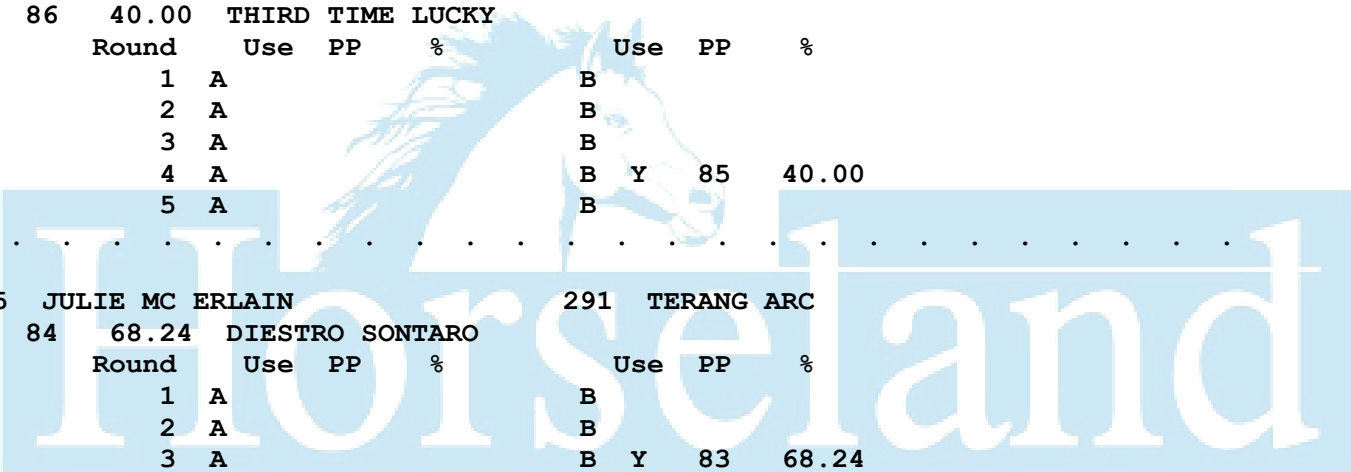 86 40.00 THIRD TIME LUCKY
Round Use PP % Use PP %
1 A B
2 A B
3 A B
4 A B Y 85 40.00
5 A B
. . . . . . . . . . . . . . . . . . . . . . . . .
JULIE MC ERLAIN 291 TERANG ARC
84 68.24 DIESTRO SONTARO
Round Use PP % Use PP %
1 A B
2 A B
3 A B Y 83 68.24
Horseland